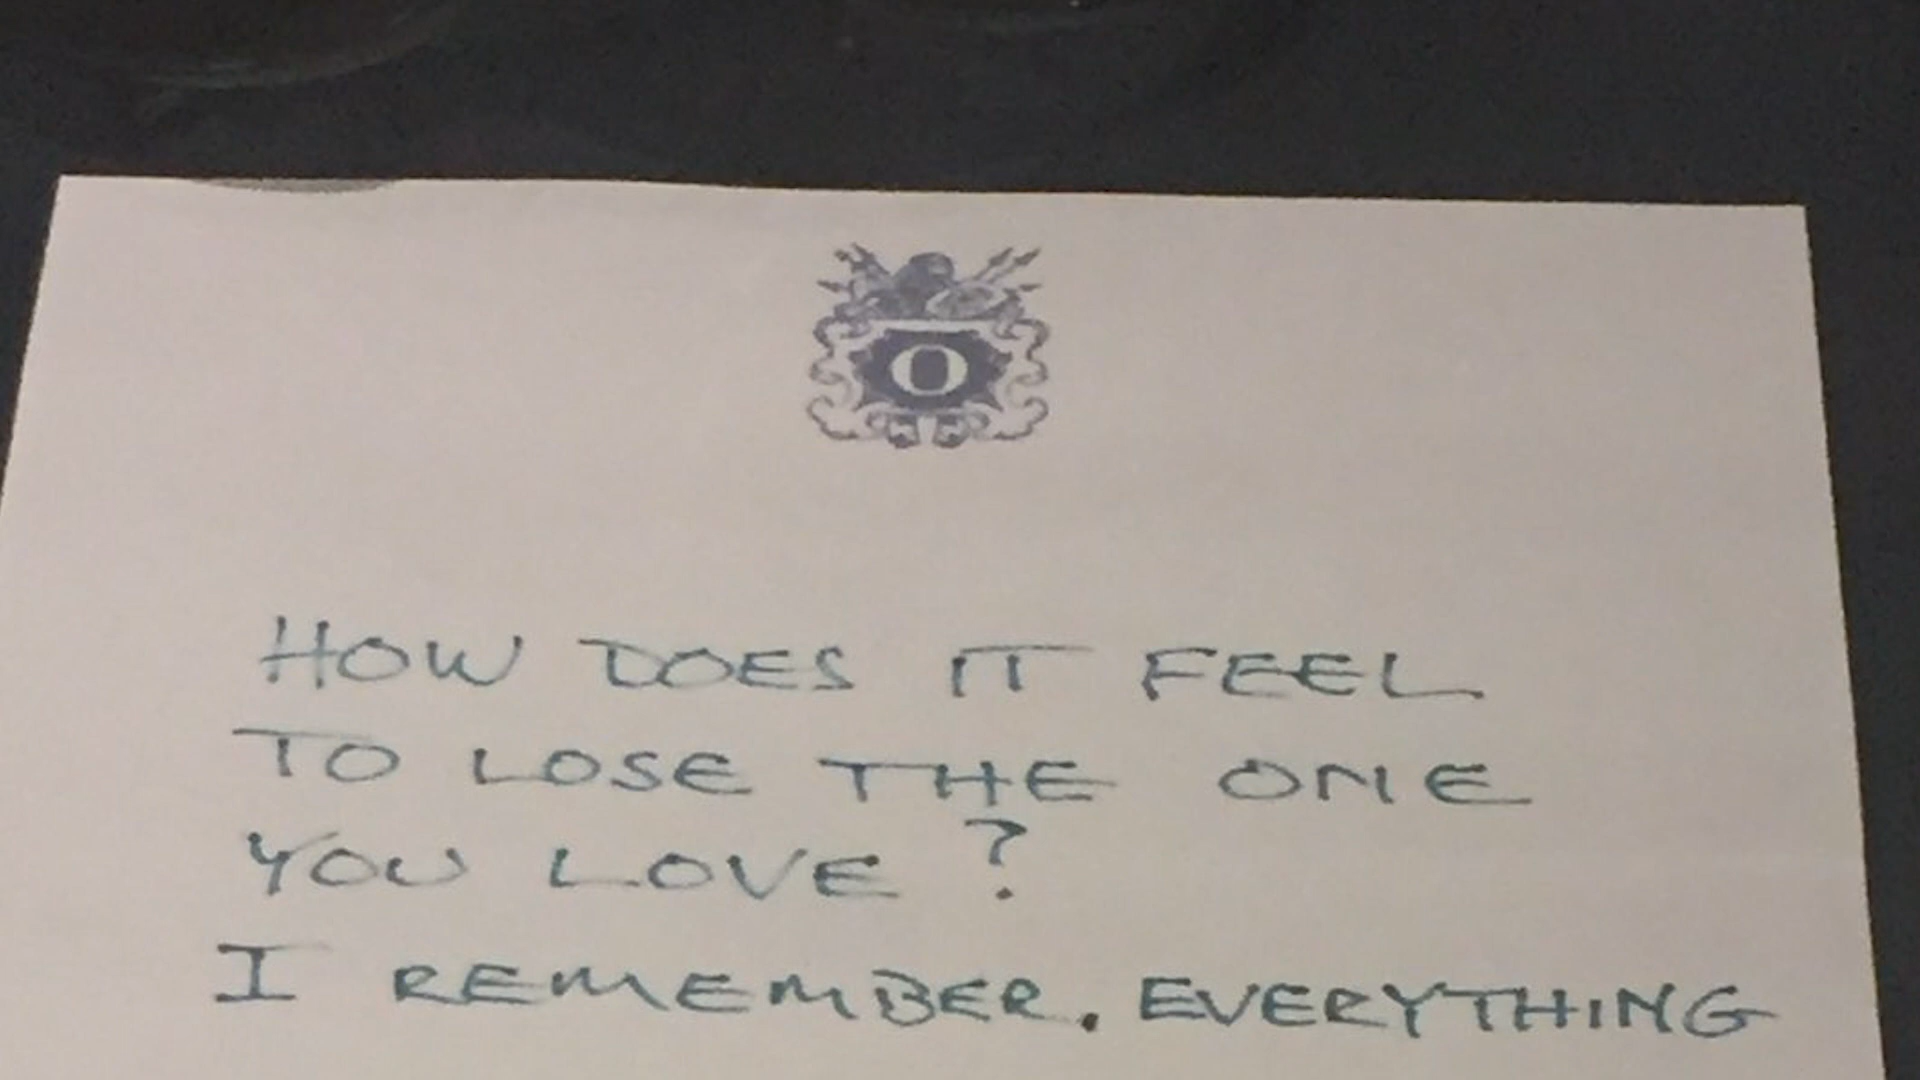 O
HOW DOES IT FEEL
TO LOSE THE ONE
YOU LOVE?
I REMEMBER. EVERYTHING